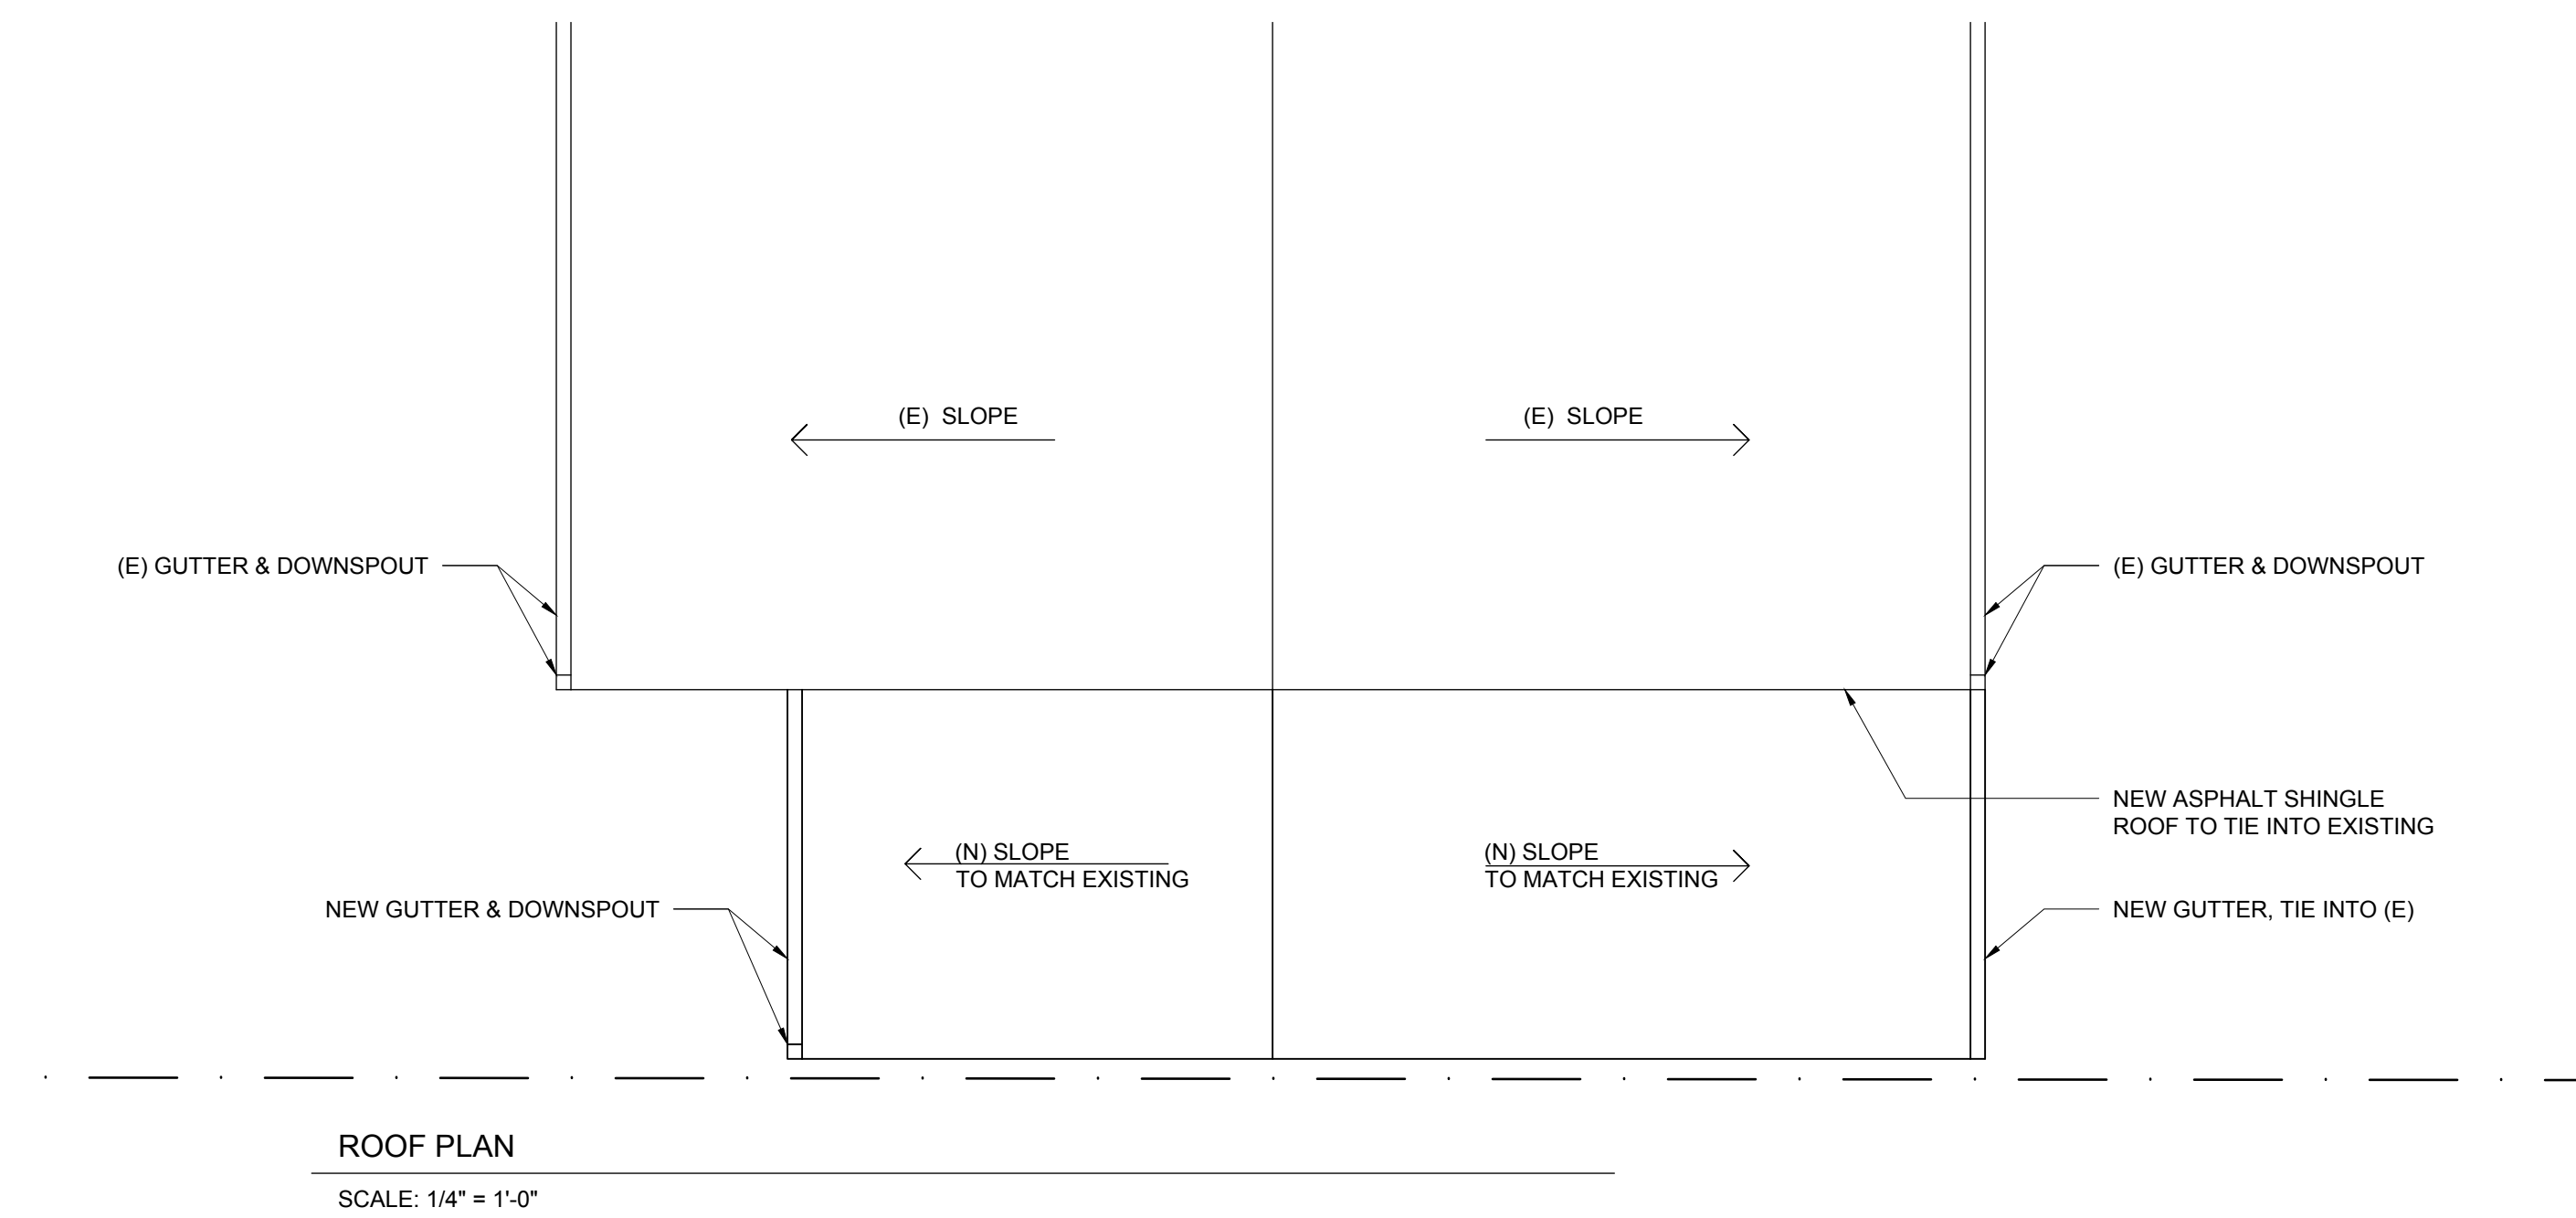 (E) SLOPE
(E) SLOPE
(E) GUTTER & DOWNSPOUT
(E) GUTTER & DOWNSPOUT
NEW ASPHALT SHINGLE
ROOF TO TIE INTO EXISTING
(N) SLOPE
TO MATCH EXISTING
(N) SLOPE
TO MATCH EXISTING
NEW GUTTER & DOWNSPOUT
NEW GUTTER, TIE INTO (E)
ROOF PLAN
SCALE: 1/4" = 1'-0"